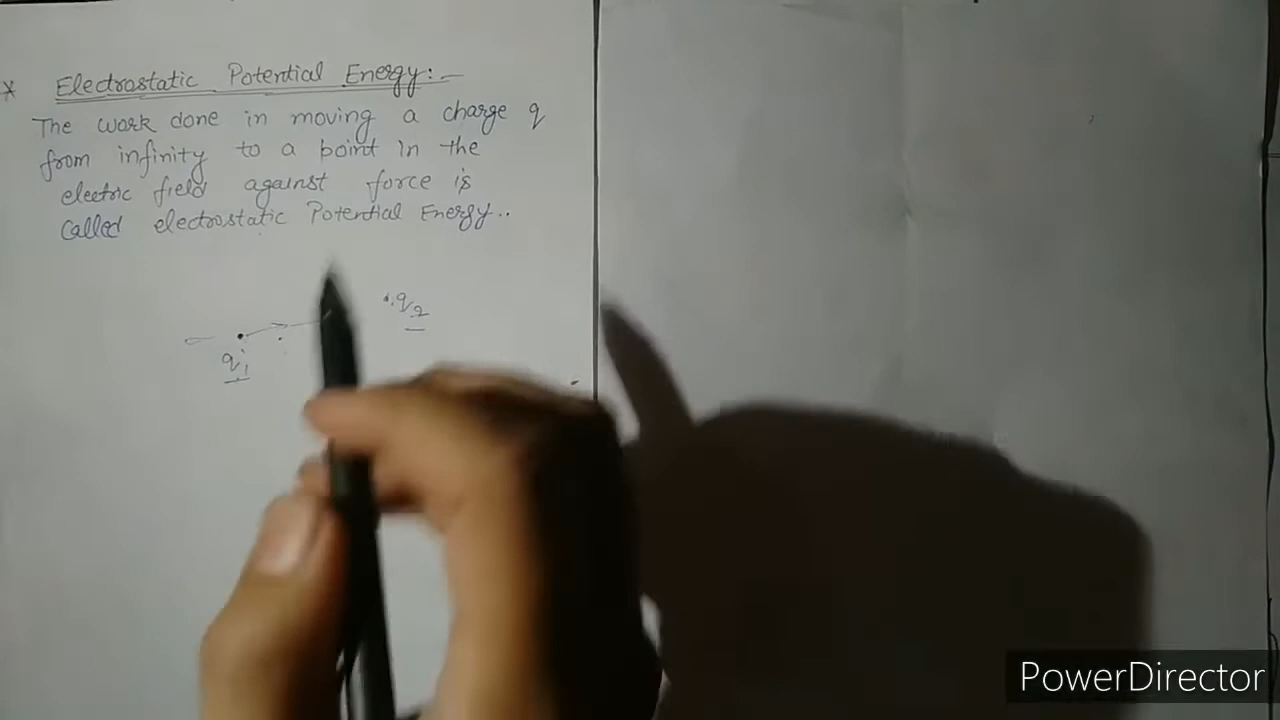 * Electrostatic Potential Energy:-
The work done in moving a charge q
from infinity to a point in the
electric field against force is
called electrostatic Potential Energy..
q2
q1
PowerDirector